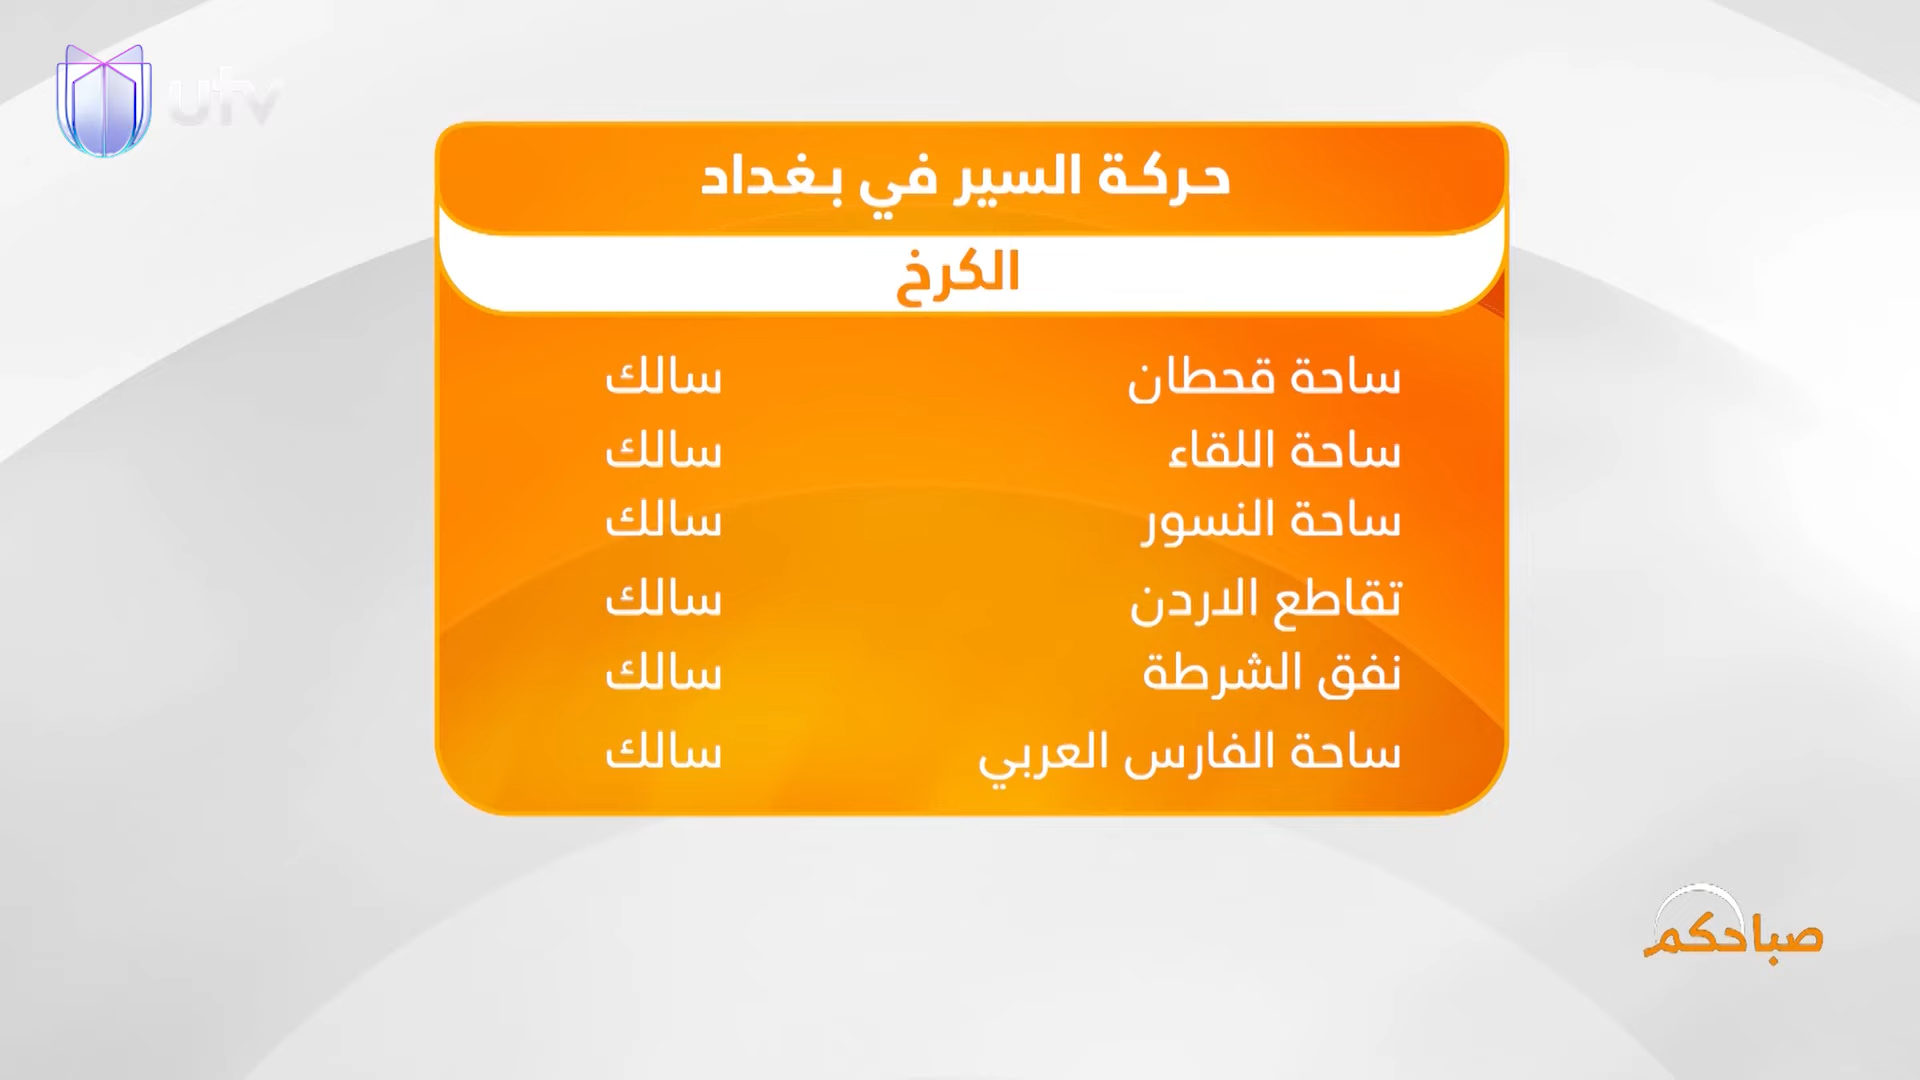 utv
حركة السير في بغداد
الكرخ
ساحة قحطان سالك
ساحة اللقاء سالك
ساحة النسور سالك
تقاطع الاردن سالك
نفق الشرطة سالك
ساحة الفارس العربي سالك
صباحكم